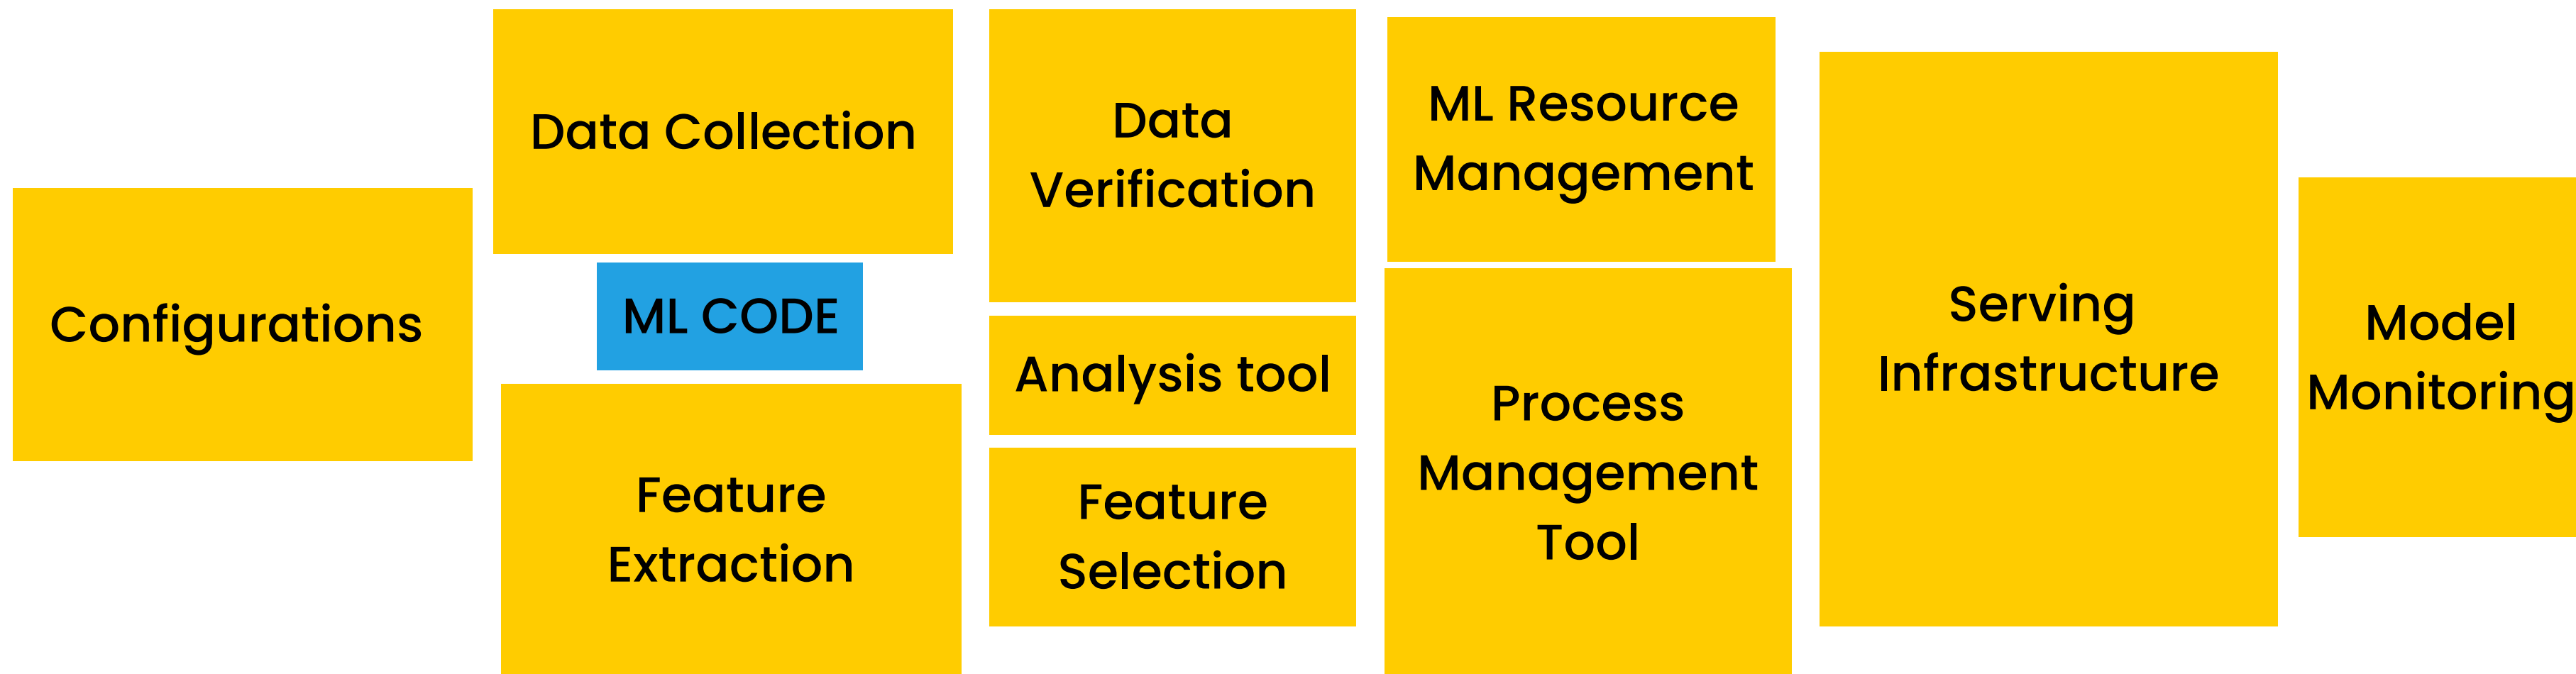 Configurations
Data Collection
ML CODE
Feature
Extraction
Data
Verification
Analysis tool
Feature
Selection
ML Resource
Management
Process
Management
Tool
Serving
Infrastructure
Model
Monitoring